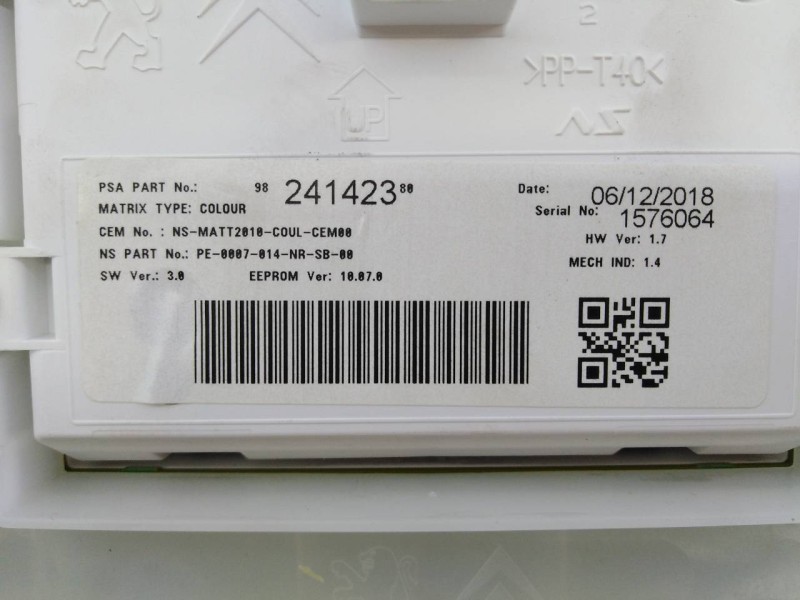 2
>PP-T40<
UP
NS
PSA PART No.: 98 241423 80
Date: 06/12/2018
MATRIX TYPE: COLOUR
Serial No: 1576064
CEM No. : NS-MATT2010-COUL-CEM00
HW Ver: 1.7
NS PART No.: PE-0007-014-NR-SB-00
MECH IND: 1.4
SW Ver.: 3.0 EEPROM Ver: 10.07.0